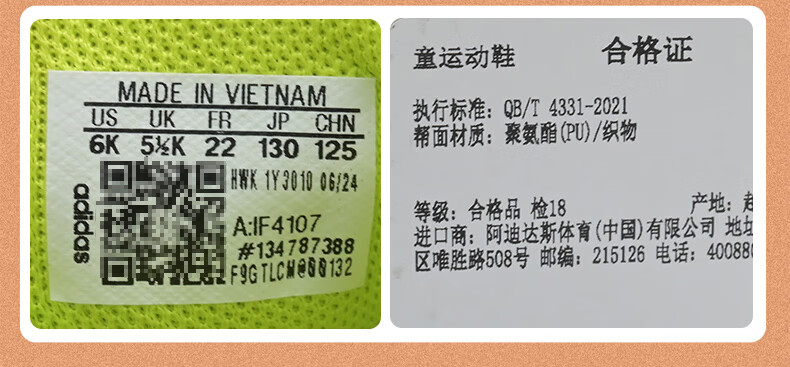 MADE IN VIETNAM
US UK FR JP CHN
6K 5½K 22 130 125
HWK 1Y3010 06/24
adidas
A:IF4107
#134787388
F9GTLCM@00132
童运动鞋 合格证
执行标准: QB/T 4331-2021
帮面材质: 聚氨酯(PU)/织物
等级: 合格品 检18 产地:
进口商: 阿迪达斯体育(中国)有限公司 地址
区唯胜路508号 邮编: 215126 电话: 40088